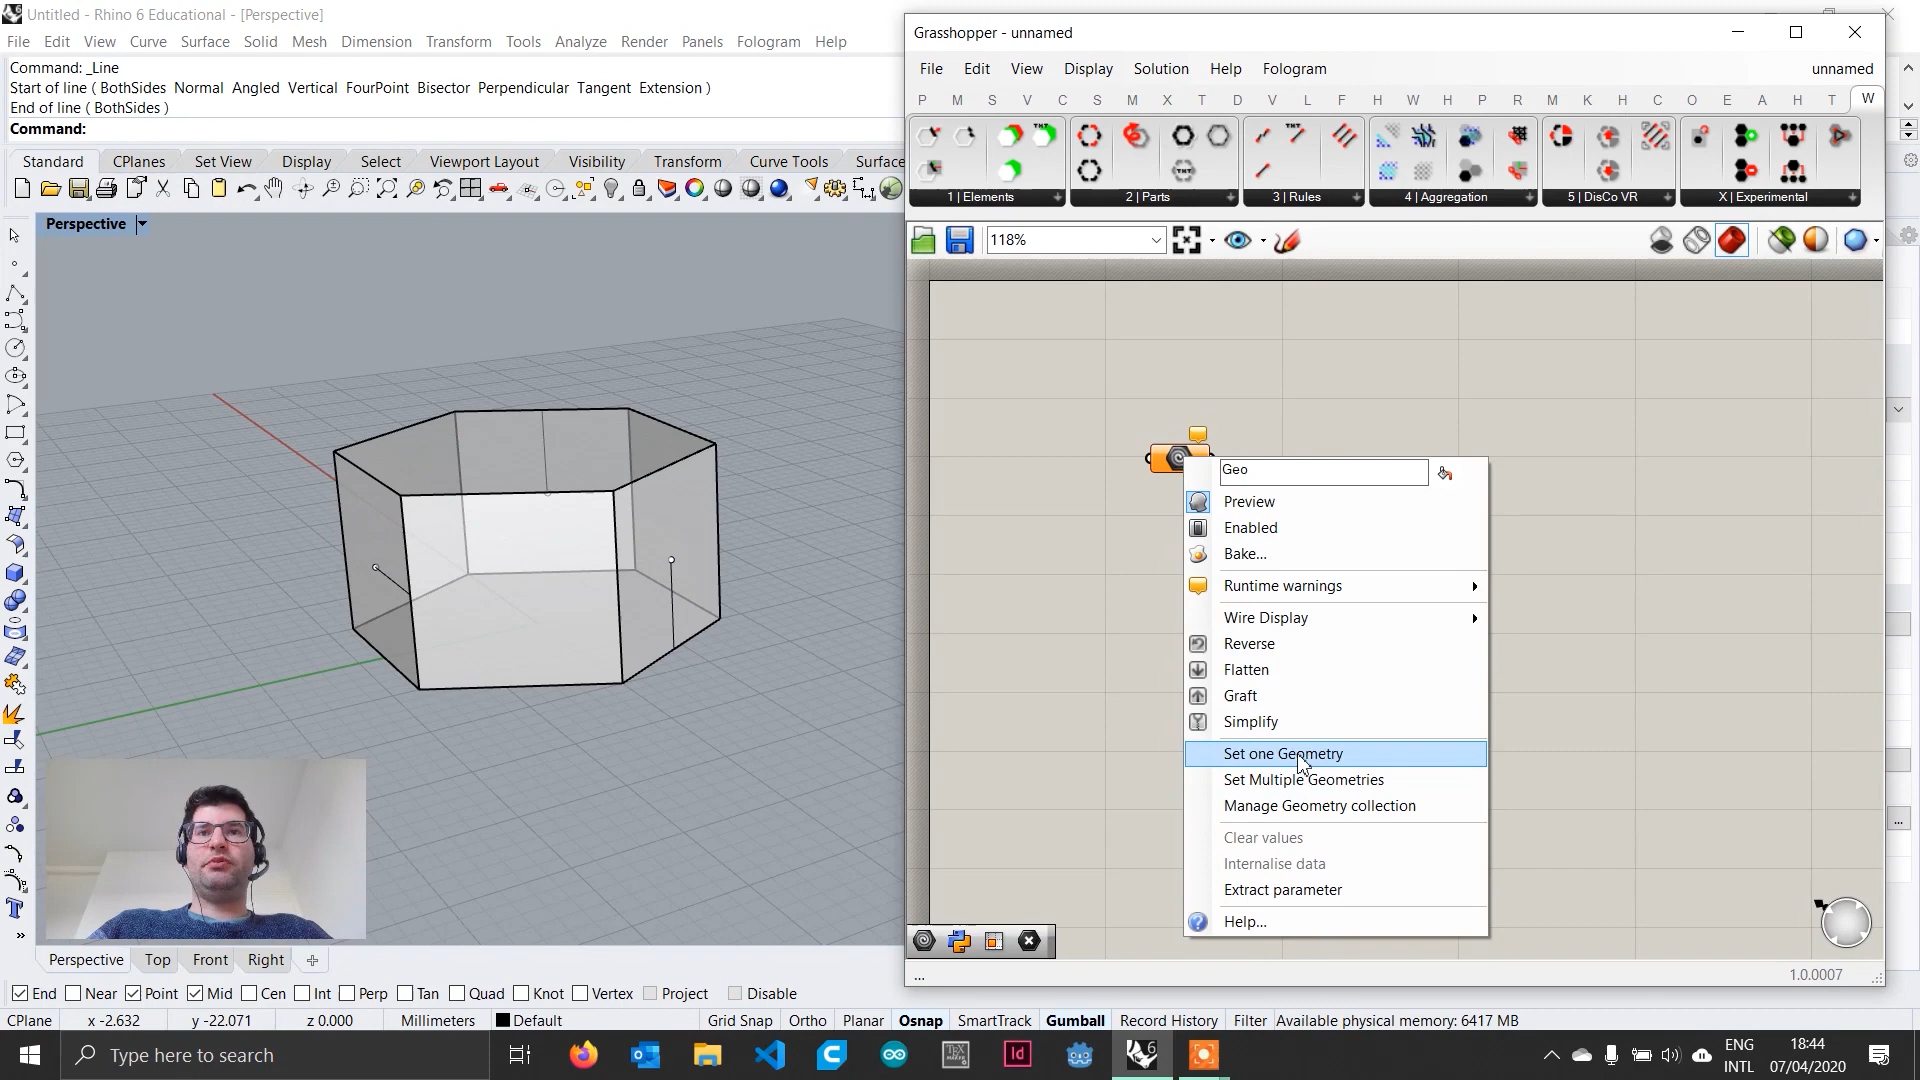 Untitled - Rhino 6 Educational - [Perspective]
File Edit View Curve Surface Solid Mesh Dimension Transform Tools Analyze Render Panels Fologram Help
Command: _Line
Start of line ( BothSides Normal Angled Vertical FourPoint Bisector Perpendicular Tangent Extension )
End of line ( BothSides )
Command:
Standard CPlanes Set View Display Select Viewport Layout Visibility Transform Curve Tools Surface
Perspective
Grasshopper - unnamed
File Edit View Display Solution Help Fologram unnamed
P M S V C S M X T D V L F H W H P R M K H C O E A H T W
TNT
TNT
TNT
1 | Elements 2 | Parts 3 | Rules 4 | Aggregation 5 | DisCo VR X | Experimental
118%
Geo
Preview
Enabled
Bake...
Runtime warnings
Wire Display
Reverse
Flatten
Graft
Simplify
Set one Geometry
Set Multiple Geometries
Manage Geometry collection
Clear values
Internalise data
Extract parameter
Help...
...
1.0.0007
Perspective Top Front Right
End Near Point Mid Cen Int Perp Tan Quad Knot Vertex Project Disable
CPlane x -2.632 y -22.071 z 0.000 Millimeters Default Grid Snap Ortho Planar Osnap SmartTrack Gumball Record History Filter Available physical memory: 6417 MB
Type here to search
ENG
INTL
18:44
07/04/2020